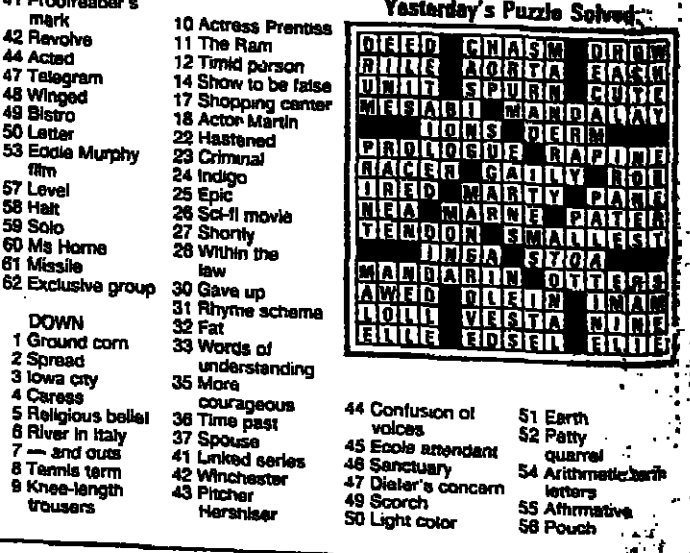 41 Proofreader's
mark
42 Revolve
44 Acted
47 Telegram
48 Winged
49 Bistro
50 Letter
53 Eddie Murphy
film
57 Level
58 Halt
59 Solo
60 Ms Horne
61 Missile
62 Exclusive group
DOWN
1 Ground corn
2 Spread
3 Iowa city
4 Caress
5 Religious belief
6 River in Italy
7 — and outs
8 Tennis term
9 Knee-length
trousers
10 Actress Prentiss
11 The Ram
12 Timid person
14 Show to be false
17 Shopping center
18 Actor Martin
22 Hastened
23 Criminal
24 Indigo
25 Epic
26 Sci-fi movie
27 Shortly
28 Within the
law
30 Gave up
31 Rhyme scheme
32 Fat
33 Words of
understanding
35 More
courageous
36 Time past
37 Spouse
41 Linked series
42 Winchester
43 Pitcher
Hershiser
Yesterday's Puzzle Solved:
DEED CHASM DREW
RILE AORTA EACH
UNIT SPURN CUTE
MESABI MANDALAY
IONS DERM
PROLOGUE RAPINE
RACER GAILY RON
IRED MARTY PANE
NEA MARNE PATER
TENDON SMALLEST
INGA STOA
MANDARIN OTTERS
AWED OLEIN IMAM
LOLL VESTA NINE
ELLE EDSEL ELIE
44 Confusion of
voices
45 Ecole attendant
46 Sanctuary
47 Dieter's concern
49 Scorch
50 Light color
51 Earth
52 Petty
quarrel
54 Arithmetic term
letters
55 Affirmative
56 Pouch